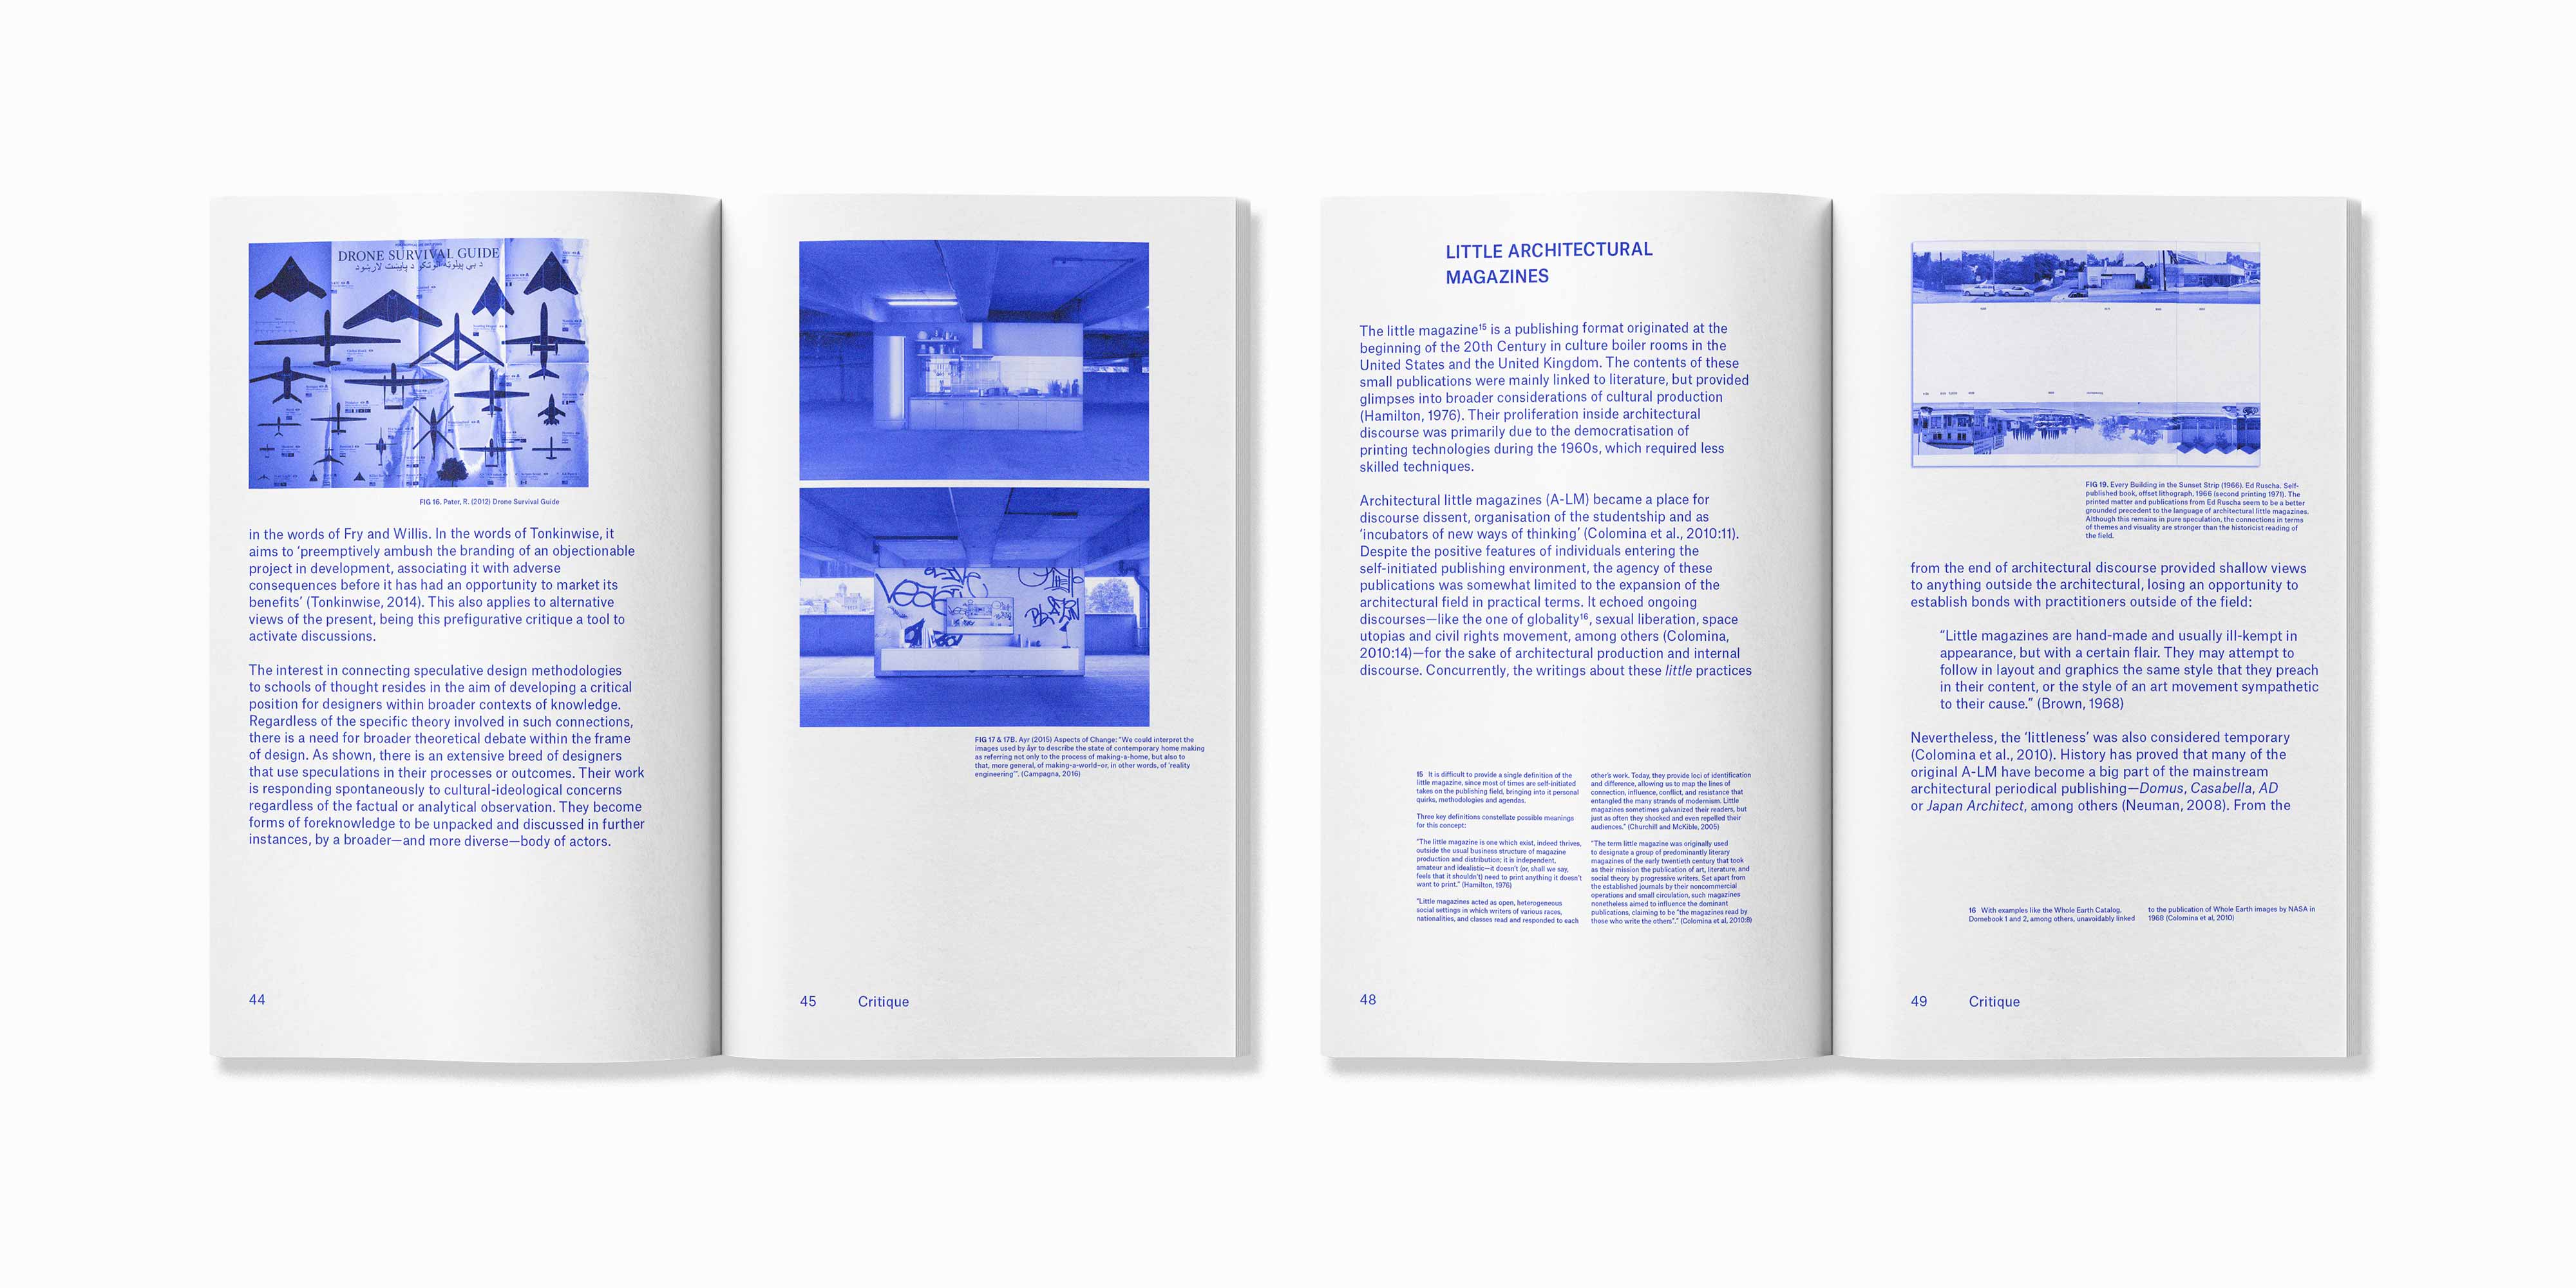 DRONE SURVIVAL GUIDE
د بې پیلوټه الوتکو د پایښت لارښود
FIG 16. Pater, R. (2012) Drone Survival Guide
in the words of Fry and Willis. In the words of Tonkinwise, it
aims to ‘preemptively ambush the branding of an objectionable
project in development, associating it with adverse
consequences before it has had an opportunity to market its
benefits’ (Tonkinwise, 2014). This also applies to alternative
views of the present, being this prefigurative critique a tool to
activate discussions.
The interest in connecting speculative design methodologies
to schools of thought resides in the aim of developing a critical
position for designers within broader contexts of knowledge.
Regardless of the specific theory involved in such connections,
there is a need for broader theoretical debate within the frame
of design. As shown, there is an extensive breed of designers
that use speculations in their processes or outcomes. Their work
is responding spontaneously to cultural-ideological concerns
regardless of the factual or analytical observation. They become
forms of foreknowledge to be unpacked and discussed in further
instances, by a broader—and more diverse—body of actors.
44
FIG 17 & 17B. Ayr (2015) Aspects of Change: “We could interpret the
images used by åyr to describe the state of contemporary home making
as referring not only to the process of making-a-home, but also to
that, more general, of making-a-world–or, in other words, of ‘reality
engineering’”. (Campagna, 2016)
45 Critique
LITTLE ARCHITECTURAL
MAGAZINES
The little magazine¹⁵ is a publishing format originated at the
beginning of the 20th Century in culture boiler rooms in the
United States and the United Kingdom. The contents of these
small publications were mainly linked to literature, but provided
glimpses into broader considerations of cultural production
(Hamilton, 1976). Their proliferation inside architectural
discourse was primarily due to the democratisation of
printing technologies during the 1960s, which required less
skilled techniques.
Architectural little magazines (A-LM) became a place for
discourse dissent, organisation of the studentship and as
‘incubators of new ways of thinking’ (Colomina et al., 2010:11).
Despite the positive features of individuals entering the
self-initiated publishing environment, the agency of these
publications was somewhat limited to the expansion of the
architectural field in practical terms. It echoed ongoing
discourses—like the one of globality¹⁶, sexual liberation, space
utopias and civil rights movement, among others (Colomina,
2010:14)—for the sake of architectural production and internal
discourse. Concurrently, the writings about these little practices
15 It is difficult to provide a single definition of the
little magazine, since most of times are self-initiated
takes on the publishing field, bringing into it personal
quirks, methodologies and agendas.
Three key definitions constellate possible meanings
for this concept:
“The little magazine is one which exist, indeed thrives,
outside the usual business structure of magazine
production and distribution; it is independent,
amateur and idealistic—it doesn’t (or, shall we say,
feels that it shouldn’t) need to print anything it doesn’t
want to print.” (Hamilton, 1976)
“Little magazines acted as open, heterogeneous
social settings in which writers of various races,
nationalities, and classes read and responded to each
other’s work. Today, they provide loci of identification
and difference, allowing us to map the lines of
connection, influence, conflict, and resistance that
entangled the many strands of modernism. Little
magazines sometimes galvanized their readers, but
just as often they shocked and even repelled their
audiences.” (Churchill and McKible, 2005)
“The term little magazine was originally used
to designate a group of predominantly literary
magazines of the early twentieth century that took
as their mission the publication of art, literature, and
social theory by progressive writers. Set apart from
the established journals by their noncommercial
operations and small circulation, such magazines
nonetheless aimed to influence the dominant
publications, claiming to be “the magazines read by
those who write the others”.” (Colomina et al, 2010:8)
48
FIG 19. Every Building in the Sunset Strip (1966). Ed Ruscha. Self-
published book, offset lithograph, 1966 (second printing 1971). The
printed matter and publications from Ed Ruscha seem to be a better
grounded precedent to the language of architectural little magazines.
Although this remains in pure speculation, the connections in terms
of themes and visuality are stronger than the historicist reading of
the field.
from the end of architectural discourse provided shallow views
to anything outside the architectural, losing an opportunity to
establish bonds with practitioners outside of the field:
“Little magazines are hand-made and usually ill-kempt in
appearance, but with a certain flair. They may attempt to
follow in layout and graphics the same style that they preach
in their content, or the style of an art movement sympathetic
to their cause.” (Brown, 1968)
Nevertheless, the ‘littleness’ was also considered temporary
(Colomina et al., 2010). History has proved that many of the
original A-LM have become a big part of the mainstream
architectural periodical publishing—Domus, Casabella, AD
or Japan Architect, among others (Neuman, 2008). From the
16 With examples like the Whole Earth Catalog,
Domebook 1 and 2, among others, unavoidably linked
to the publication of Whole Earth images by NASA in
1968 (Colomina et al, 2010)
49 Critique